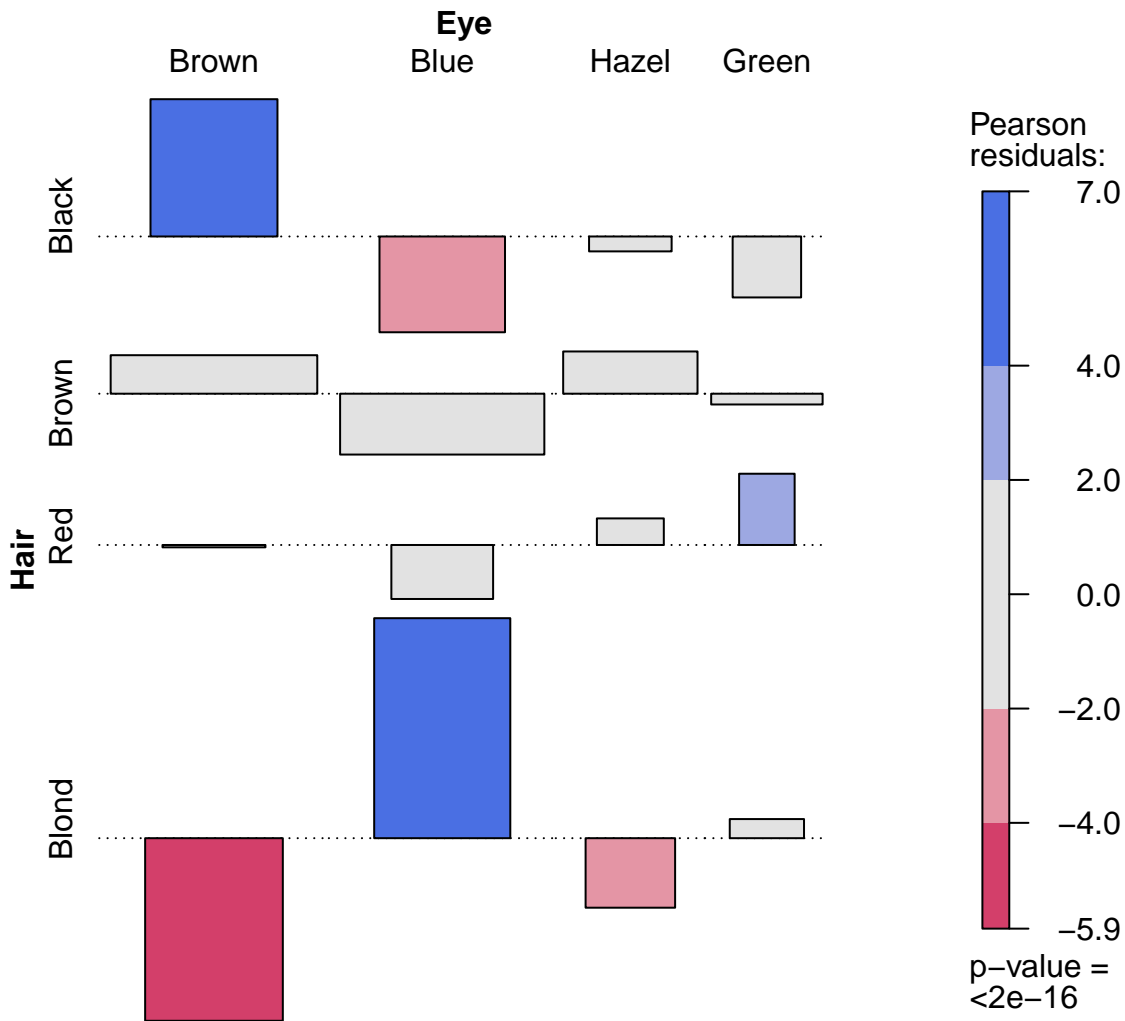 Eye
Brown Blue Hazel Green
Hair
Black
Brown
Red
Blond
Pearson
residuals:
7.0
4.0
2.0
0.0
−2.0
−4.0
−5.9
p−value =
<2e−16